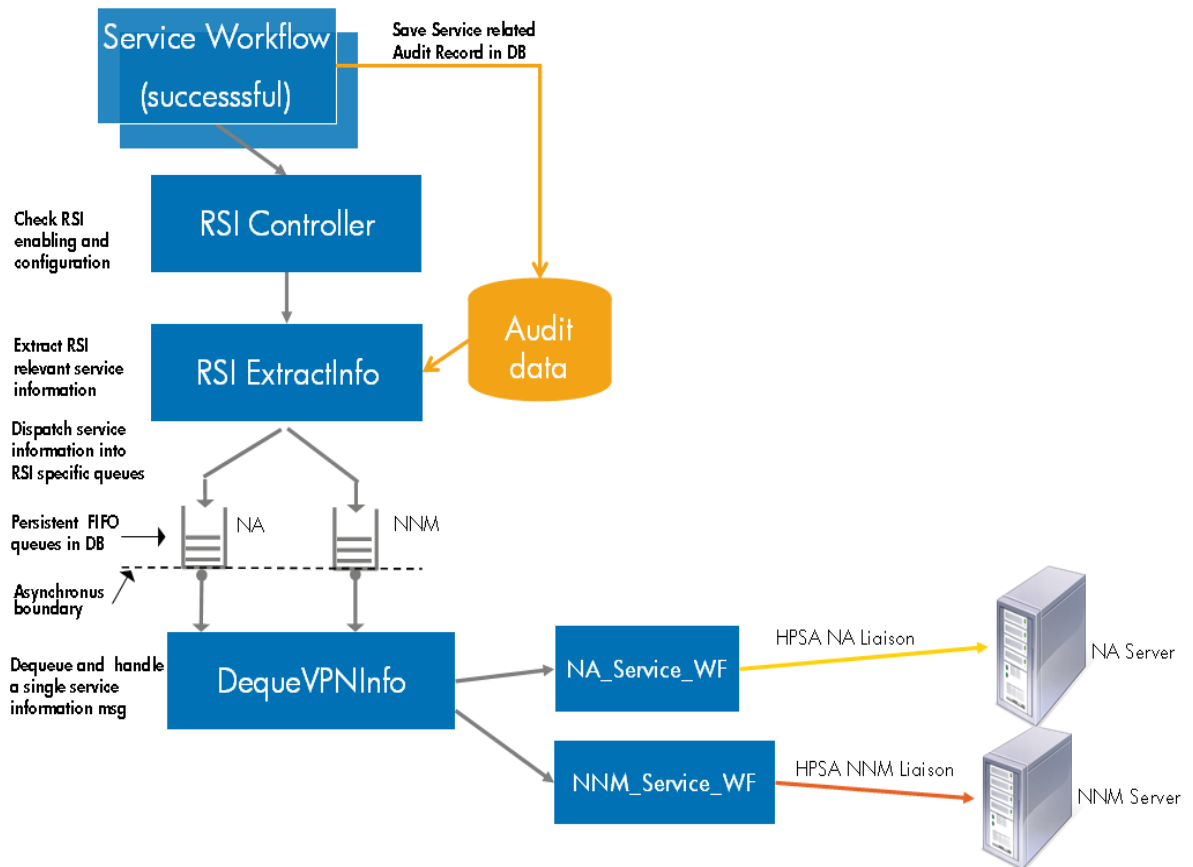 Service Workflow
(successsful)
Save Service related
Audit Record in DB
Check RSI
enabling and
configuration
RSI Controller
Extract RSI
relevant service
information
RSI ExtractInfo
Audit
data
Dispatch service
information into
RSI specific queues
Persistent FIFO
queues in DB
NA
NNM
Asynchronus
boundary
Dequeue and handle
a single service
information msg
DequeVPNInfo
NA_Service_WF
HPSA NA Liaison
NA Server
NNM_Service_WF
HPSA NNM Liaison
NNM Server